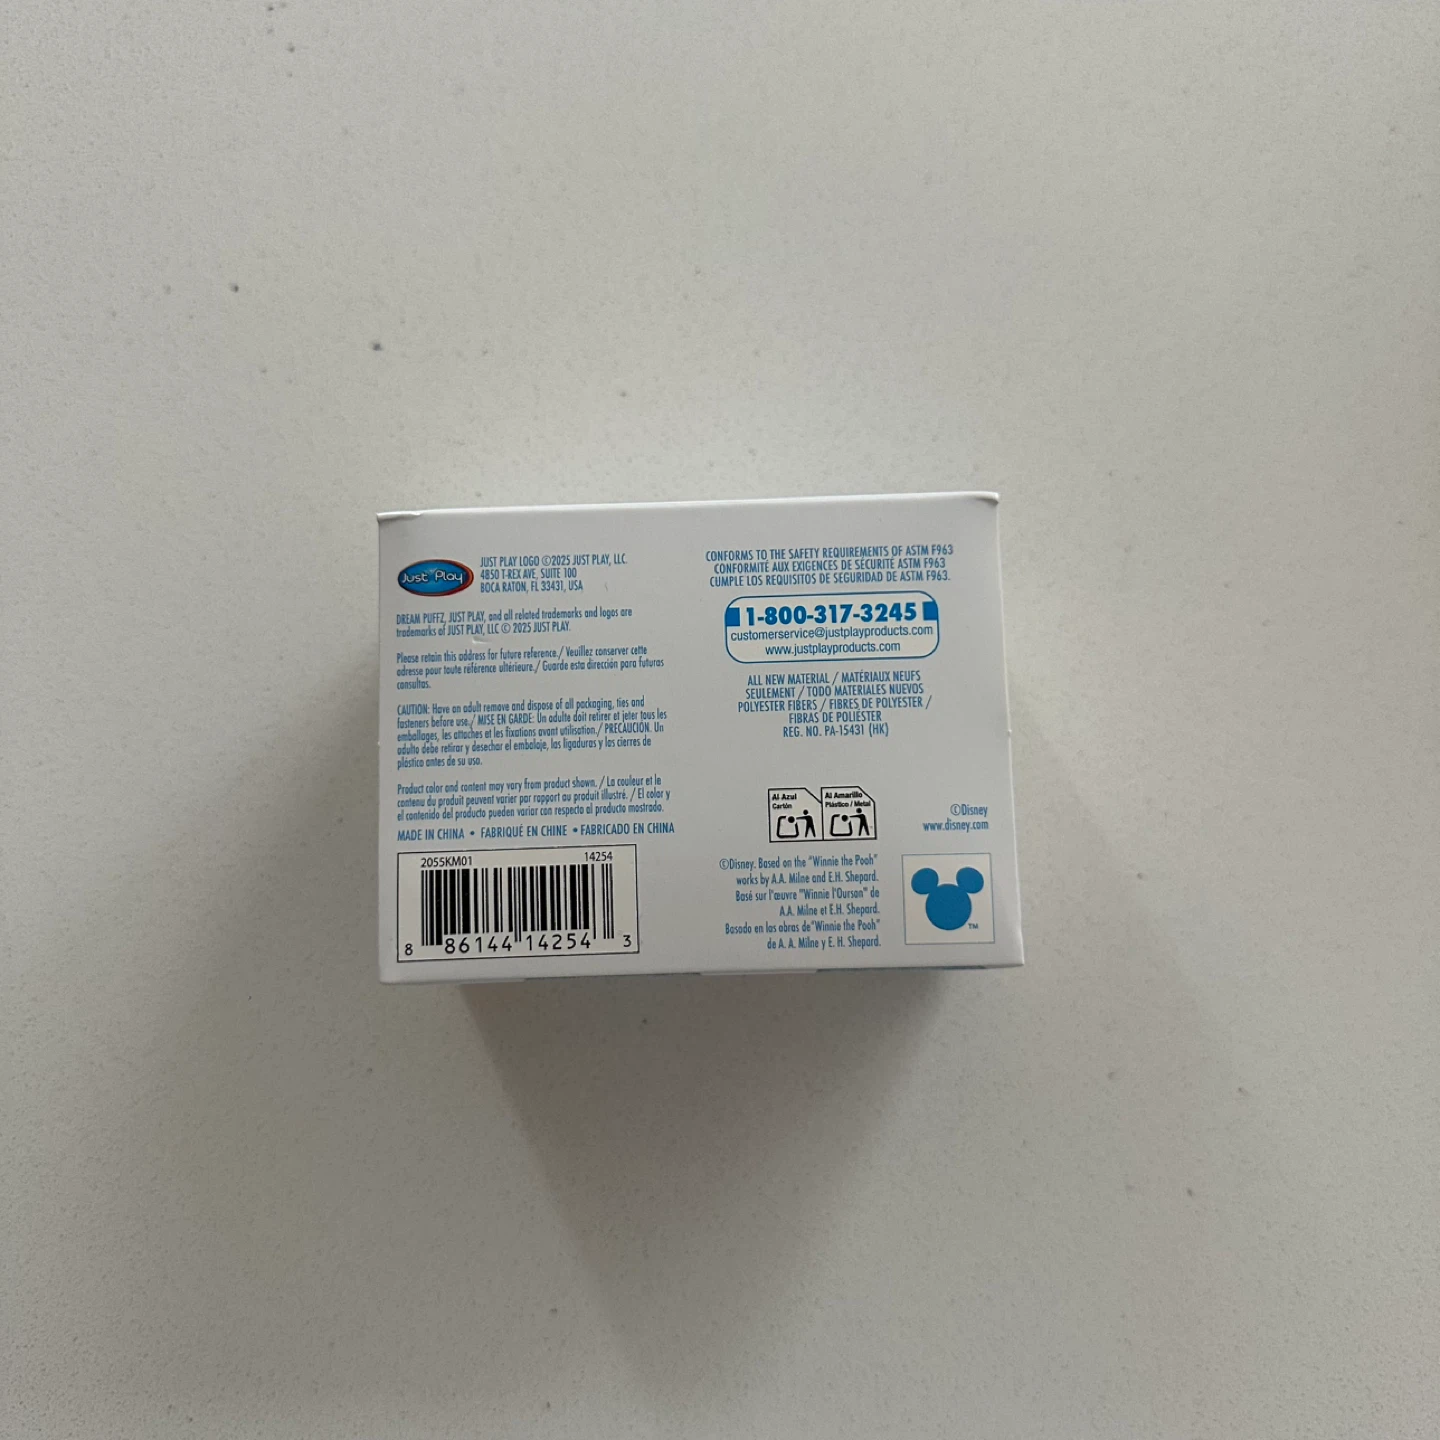 Just Play
JUST PLAY LOGO ©2025 JUST PLAY, LLC
4850 T-REX AVE, SUITE 100
BOCA RATON, FL 33431, USA
DREAM PUFFZ, JUST PLAY, and all related trademarks and logos are
trademarks of JUST PLAY, LLC © 2025 JUST PLAY.
Please retain this address for future reference./ Veuillez conserver cette
adresse pour toute référence ultérieure./ Guarde esta dirección para futuras
consultas.
CAUTION: Have an adult remove and dispose of all packaging, ties and
fasteners before use./ MISE EN GARDE: Un adulte doit retirer et jeter tous les
emballages, les attaches et les fixations avant utilisation./ PRECAUCIÓN. Un
adulto debe retirar y desechar el embalaje, las ligaduras y los cierres de
plástico antes de su uso.
Product color and content may vary from product shown. / La couleur et le
contenu du produit peuvent varier par rapport au produit illustré. / El color y
el contenido del producto pueden variar con respecto al producto mostrado.
MADE IN CHINA • FABRIQUÉ EN CHINE • FABRICADO EN CHINA
2055KM01 14254
8 86144 14254 3
CONFORMS TO THE SAFETY REQUIREMENTS OF ASTM F963
CONFORMITÉ AUX EXIGENCES DE SÉCURITÉ ASTM F963
CUMPLE LOS REQUISITOS DE SEGURIDAD DE ASTM F963.
1-800-317-3245
customerservice@justplayproducts.com
www.justplayproducts.com
ALL NEW MATERIAL / MATÉRIAUX NEUFS
SEULEMENT / TODO MATERIALES NUEVOS
POLYESTER FIBERS / FIBRES DE POLYESTER /
FIBRAS DE POLIÉSTER
REG. NO. PA-15431 (HK)
Al Azul
Cartón
Al Amarillo
Plástico / Metal
©Disney
www.disney.com
©Disney. Based on the "Winnie the Pooh"
works by A.A. Milne and E.H. Shepard.
Basé sur l'œuvre "Winnie l'Ourson" de
A.A. Milne et E.H. Shepard.
Basado en las obras de "Winnie the Pooh"
de A. A. Milne y E. H. Shepard.
TM